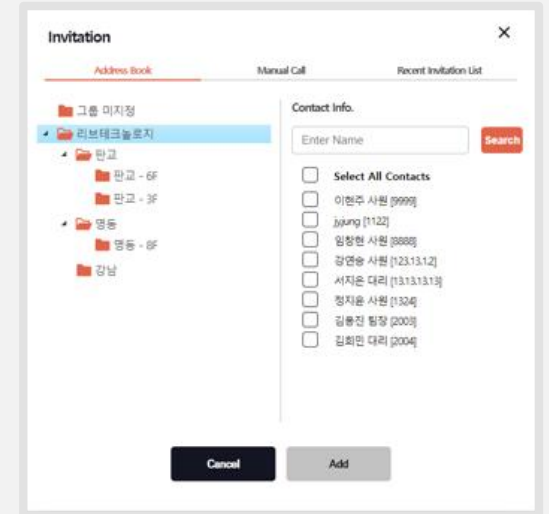 Invitation
Address Book
Manual Call
Recent Invitation List
그룹 미지정
리브테크놀로지
판교
판교 - 6F
판교 - 3F
명동
명동 - 8F
강남
Contact Info.
Enter Name
Search
Select All Contacts
이현주 사원 [9999]
jyjung [1122]
임창현 사원 [8888]
강연승 사원 [123.13.1.2]
서지은 대리 [13.13.13.13]
정지윤 사원 [1324]
김용진 팀장 [2003]
김희민 대리 [2004]
Cancel
Add